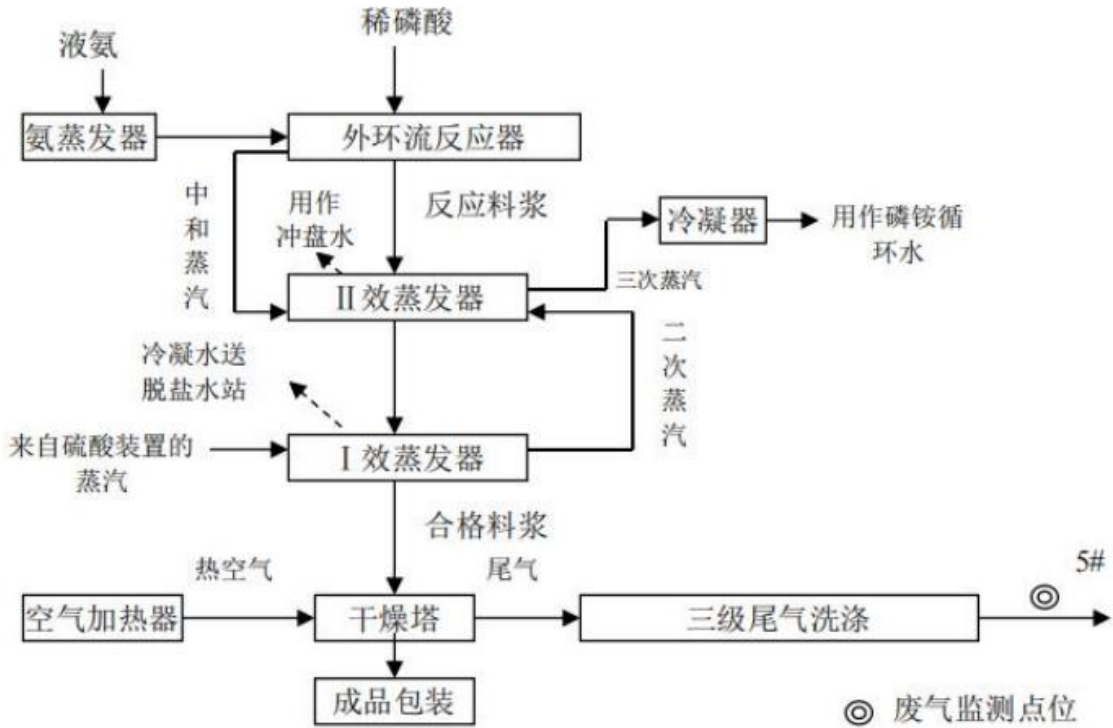 稀磷酸
液氨
氨蒸发器
外环流反应器
中和蒸汽
用作
冲盘水
反应料浆
冷凝器
用作磷铵循
环水
三次蒸汽
Ⅱ效蒸发器
二次蒸汽
冷凝水送
脱盐水站
来自硫酸装置的
蒸汽
Ⅰ效蒸发器
合格料浆
热空气
尾气
5#
空气加热器
干燥塔
三级尾气洗涤
成品包装
废气监测点位